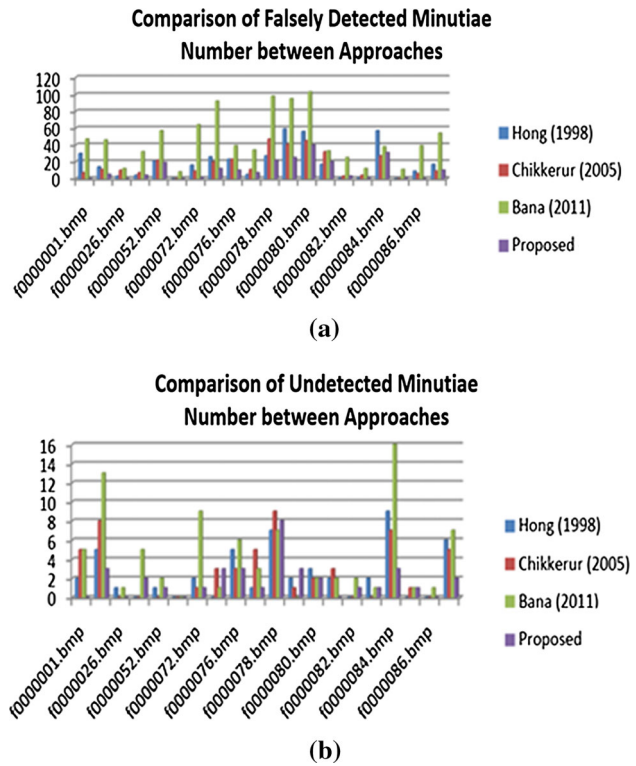 Comparison of Falsely Detected Minutiae
Number between Approaches
120
100
80
60
40
20
0
f0000001.bmp
f0000026.bmp
f0000052.bmp
f0000072.bmp
f0000076.bmp
f0000078.bmp
f0000080.bmp
f0000082.bmp
f0000084.bmp
f0000086.bmp
Hong (1998)
Chikkerur (2005)
Bana (2011)
Proposed
(a)
Comparison of Undetected Minutiae
Number between Approaches
16
14
12
10
8
6
4
2
0
f0000001.bmp
f0000026.bmp
f0000052.bmp
f0000072.bmp
f0000076.bmp
f0000078.bmp
f0000080.bmp
f0000082.bmp
f0000084.bmp
f0000086.bmp
Hong (1998)
Chikkerur (2005)
Bana (2011)
Proposed
(b)